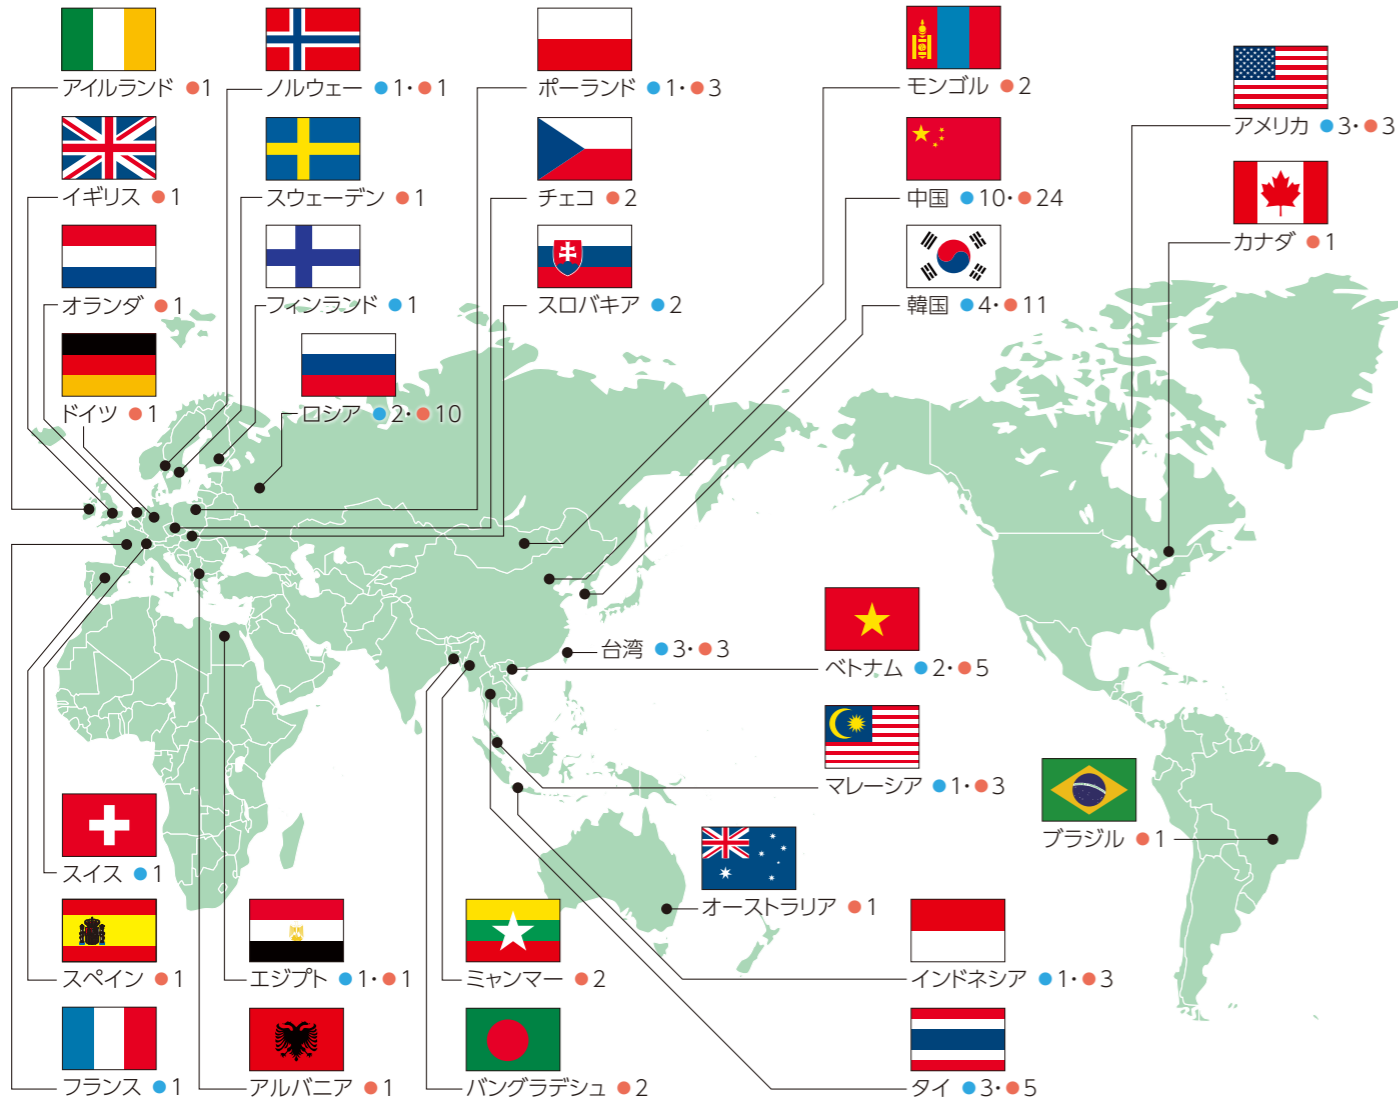 アイルランド ●1
ノルウェー ●1・●1
ポーランド ●1・●3
モンゴル ●2
アメリカ ●3・●3
イギリス ●1
スウェーデン ●1
チェコ ●2
中国 ●10・●24
カナダ ●1
オランダ ●1
フィンランド ●1
スロバキア ●2
韓国 ●4・●11
ドイツ ●1
ロシア ●2・●10
台湾 ●3・●3
ベトナム ●2・●5
マレーシア ●1・●3
ブラジル ●1
スイス ●1
オーストラリア ●1
スペイン ●1
エジプト ●1・●1
ミャンマー ●2
インドネシア ●1・●3
フランス ●1
アルバニア ●1
バングラデシュ ●2
タイ ●3・●5